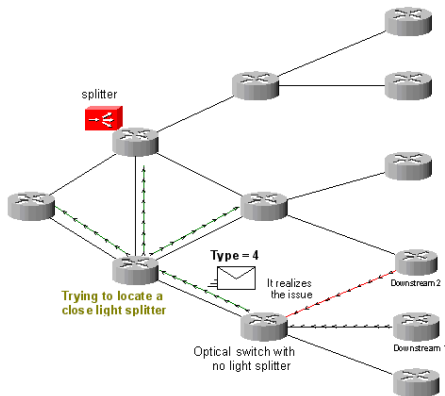 splitter
Type = 4
It realizes
the issue
Trying to locate a
close light splitter
Downstream 2
Optical switch with
no light splitter
Downstream